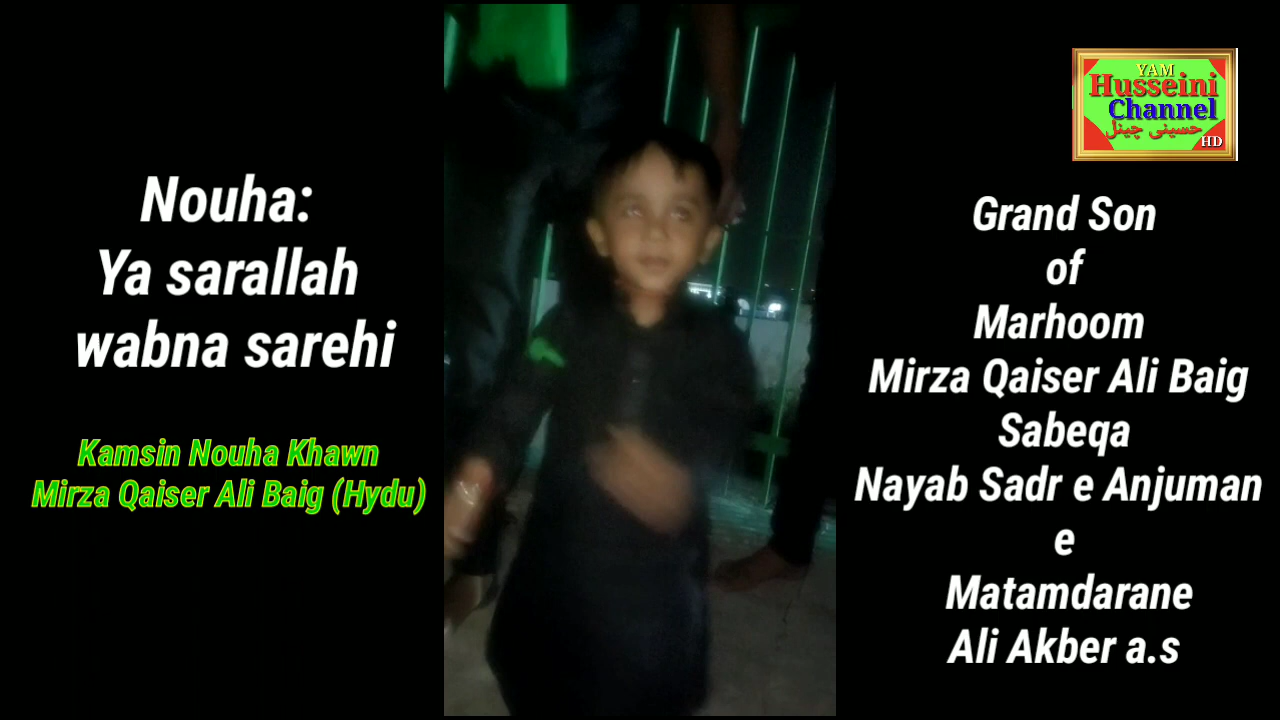 Nouha:
Ya sarallah
wabna sarehi
Kamsin Nouha Khawn
Mirza Qaiser Ali Baig (Hydu)
YAM
Husseini
Channel
حسینی چینل
HD
Grand Son
of
Marhoom
Mirza Qaiser Ali Baig
Sabeqa
Nayab Sadr e Anjuman
e
Matamdarane
Ali Akber a.s